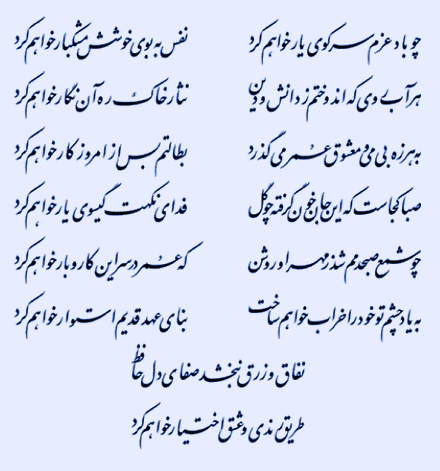 چو باد عزم سر کوی یار خواهم کرد نفس به بوی خوشش مشکبار خواهم کرد
هر آبروی که اندوختم ز دانش و دین نثار خاک ره آن نگار خواهم کرد
به هرزه بی می و معشوق عمر می گذرد بطالتم بس از امروز کار خواهم کرد
صبا کجاست که این جان خون گرفته چو گل فدای نکهت گیسوی یار خواهم کرد
چو شمع صبحدمم شد ز مهر او روشن که عمر در سر این کار و بار خواهم کرد
به یاد چشم تو خود را خراب خواهم ساخت بنای عهد قدیم استوار خواهم کرد
نفاق و زرق نبخشد صفای دل حافظ
طریق رندی و عشق اختیار خواهم کرد